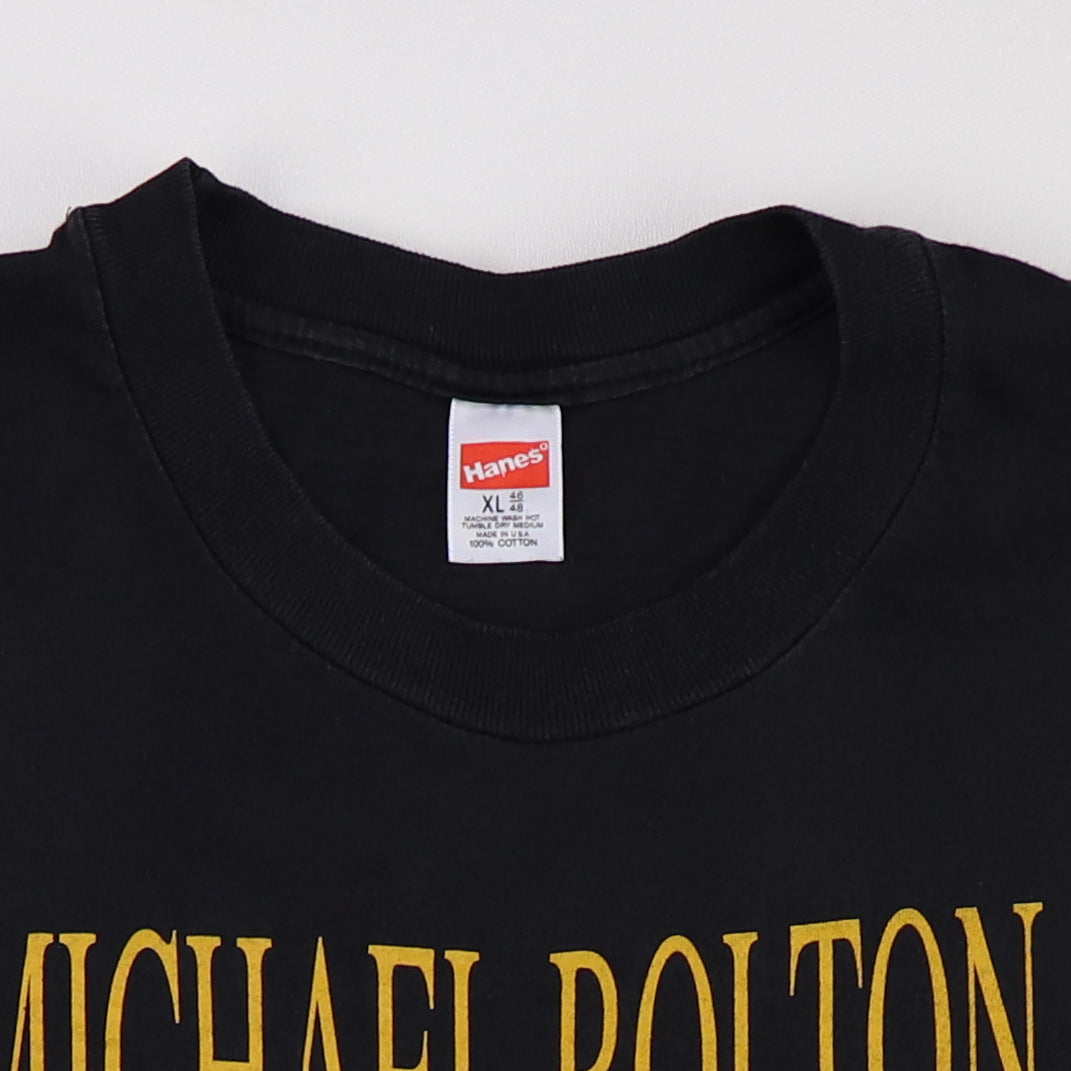 Hanes
XL 46/48
MACHINE WASH HOT
TUMBLE DRY MEDIUM
MADE IN U S A
100% COTTON
MICHAEL BOLTON